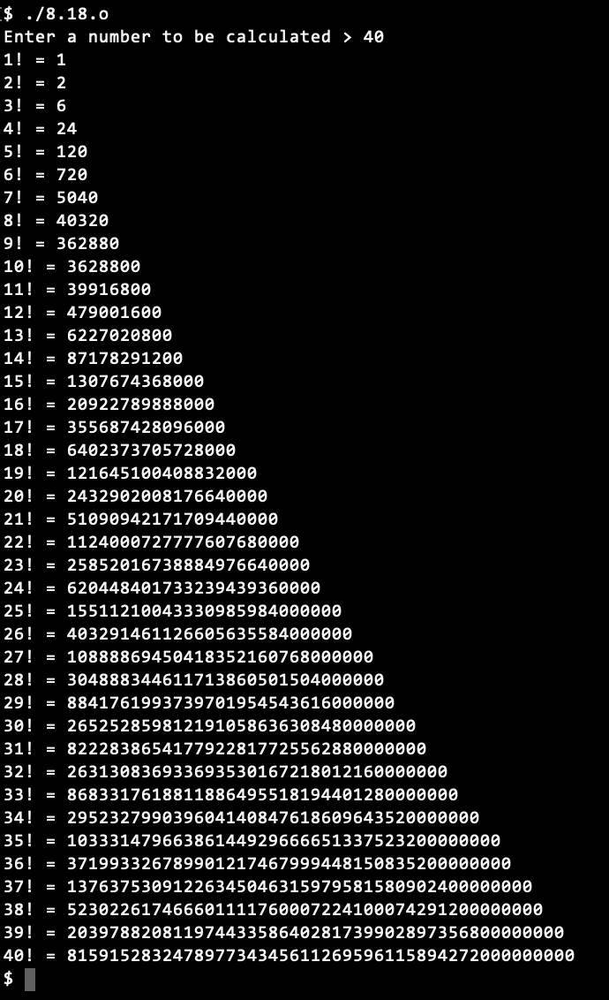 $ ./8.18.o
Enter a number to be calculated > 40
1! = 1
2! = 2
3! = 6
4! = 24
5! = 120
6! = 720
7! = 5040
8! = 40320
9! = 362880
10! = 3628800
11! = 39916800
12! = 479001600
13! = 6227020800
14! = 87178291200
15! = 1307674368000
16! = 20922789888000
17! = 355687428096000
18! = 6402373705728000
19! = 121645100408832000
20! = 2432902008176640000
21! = 51090942171709440000
22! = 1124000727777607680000
23! = 25852016738884976640000
24! = 620448401733239439360000
25! = 15511210043330985984000000
26! = 403291461126605635584000000
27! = 10888869450418352160768000000
28! = 304888344611713860501504000000
29! = 8841761993739701954543616000000
30! = 265252859812191058636308480000000
31! = 8222838654177922817725562880000000
32! = 263130836933693530167218012160000000
33! = 8683317618811886495518194401280000000
34! = 295232799039604140847618609643520000000
35! = 10333147966386144929666651337523200000000
36! = 371993326789901217467999448150835200000000
37! = 13763753091226345046315979581580902400000000
38! = 523022617466601111760007224100074291200000000
39! = 20397882081197443358640281739902897356800000000
40! = 815915283247897734345611269596115894272000000000
$